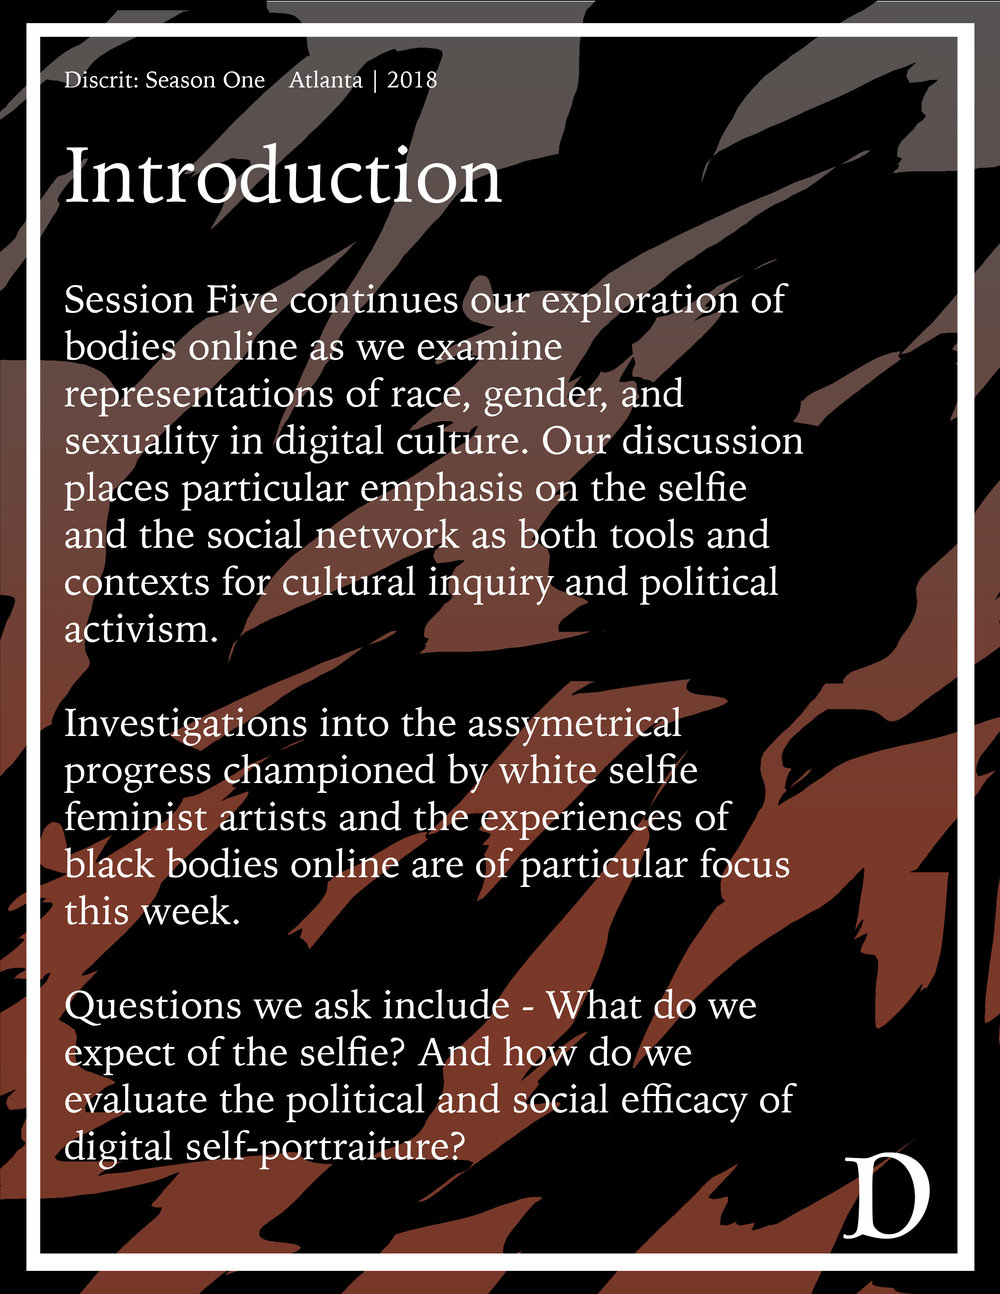 Discrit: Season One Atlanta | 2018
Introduction
Session Five continues our exploration of
bodies online as we examine
representations of race, gender, and
sexuality in digital culture. Our discussion
places particular emphasis on the selfie
and the social network as both tools and
contexts for cultural inquiry and political
activism.
Investigations into the assymetrical
progress championed by white selfie
feminist artists and the experiences of
black bodies online are of particular focus
this week.
Questions we ask include - What do we
expect of the selfie? And how do we
evaluate the political and social efficacy of
digital self-portraiture?
D